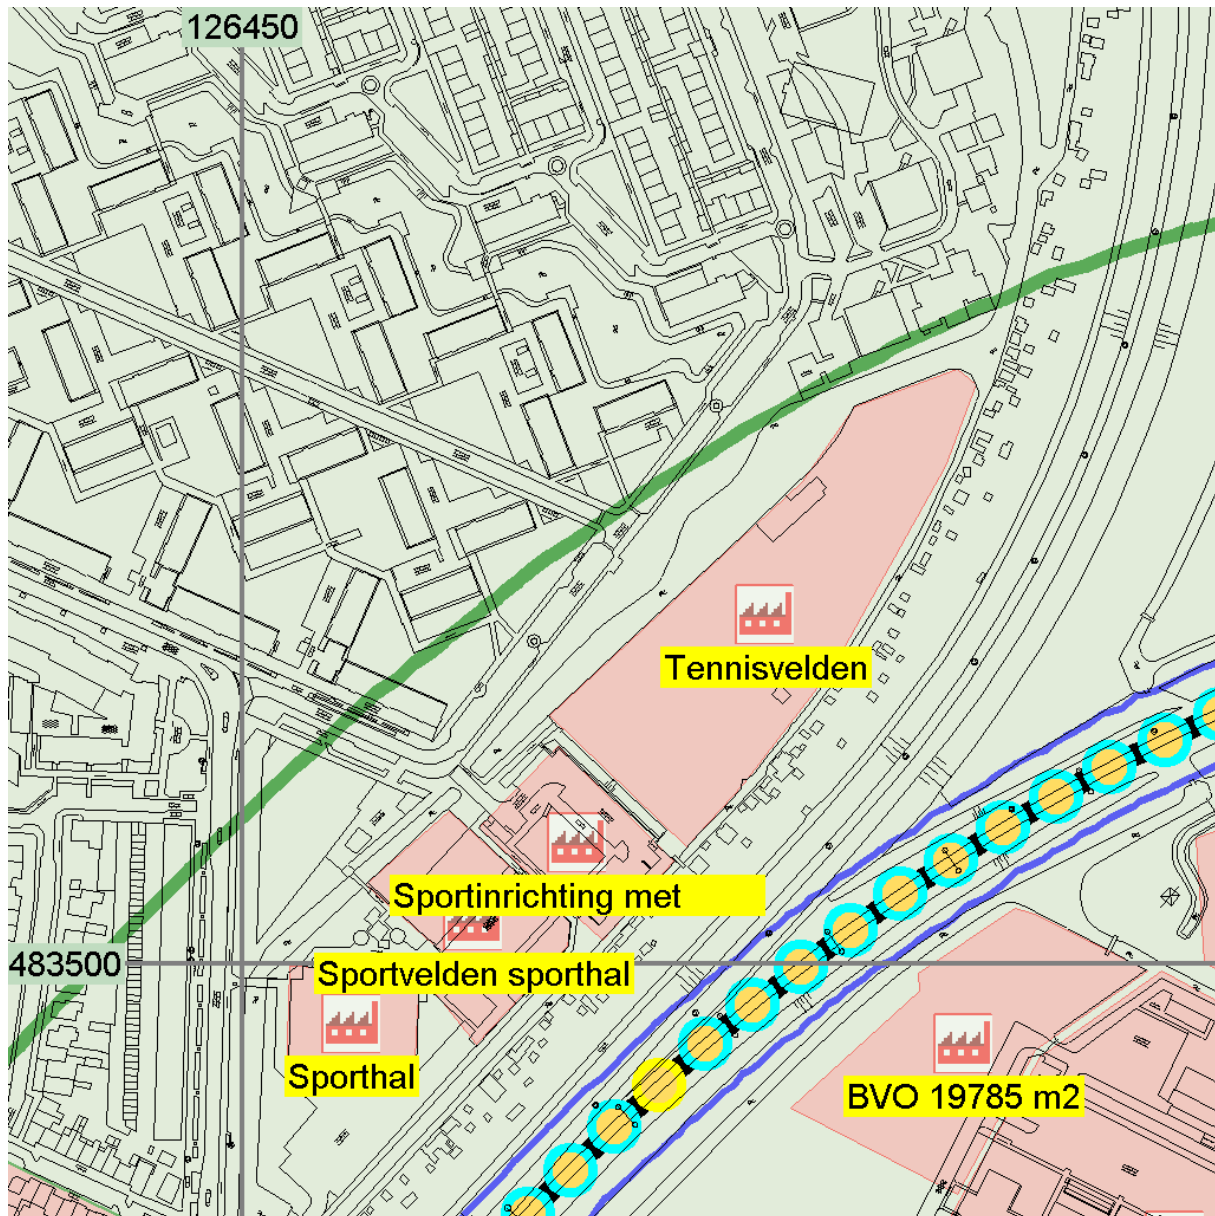 126450
Tennisvelden
Sportinrichting met
483500
Sportvelden sporthal
Sporthal
BVO 19785 m2